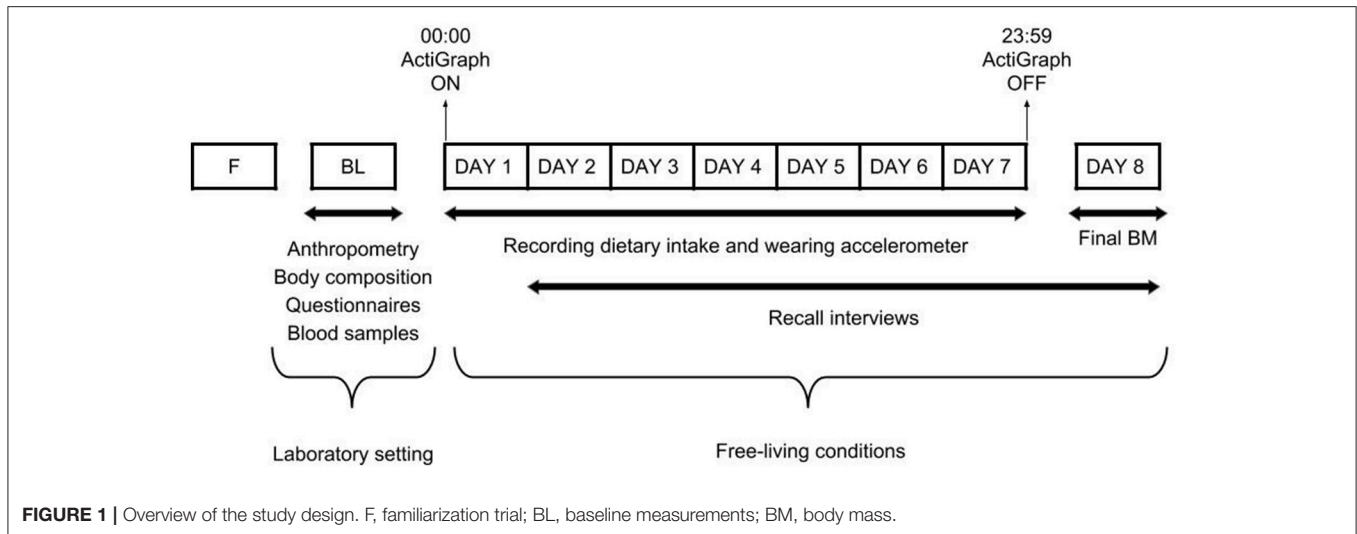 00:00
ActiGraph
ON
23:59
ActiGraph
OFF
F
BL
DAY 1
DAY 2
DAY 3
DAY 4
DAY 5
DAY 6
DAY 7
DAY 8
Anthropometry
Body composition
Questionnaires
Blood samples
Recording dietary intake and wearing accelerometer
Final BM
Recall interviews
Laboratory setting
Free-living conditions
FIGURE 1 | Overview of the study design. F, familiarization trial; BL, baseline measurements; BM, body mass.